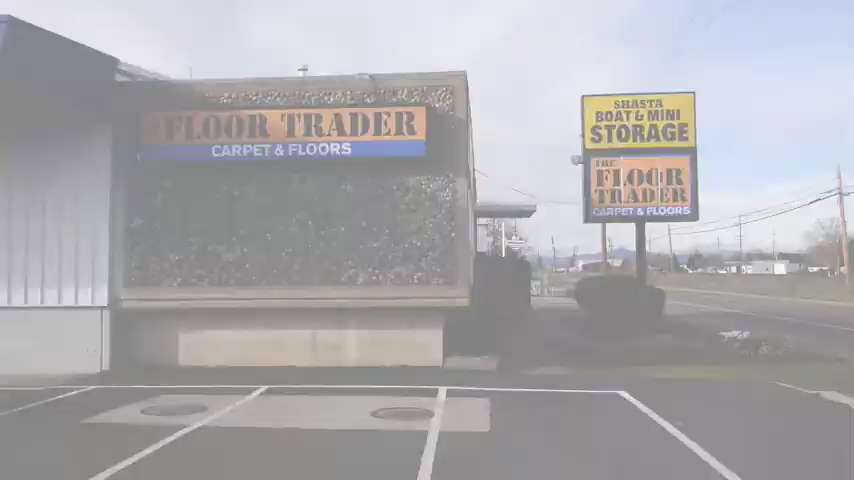 FLOOR TRADER
CARPET & FLOORS
SHASTA
BOAT & MINI
STORAGE
THE
FLOOR
TRADER
CARPET & FLOORS